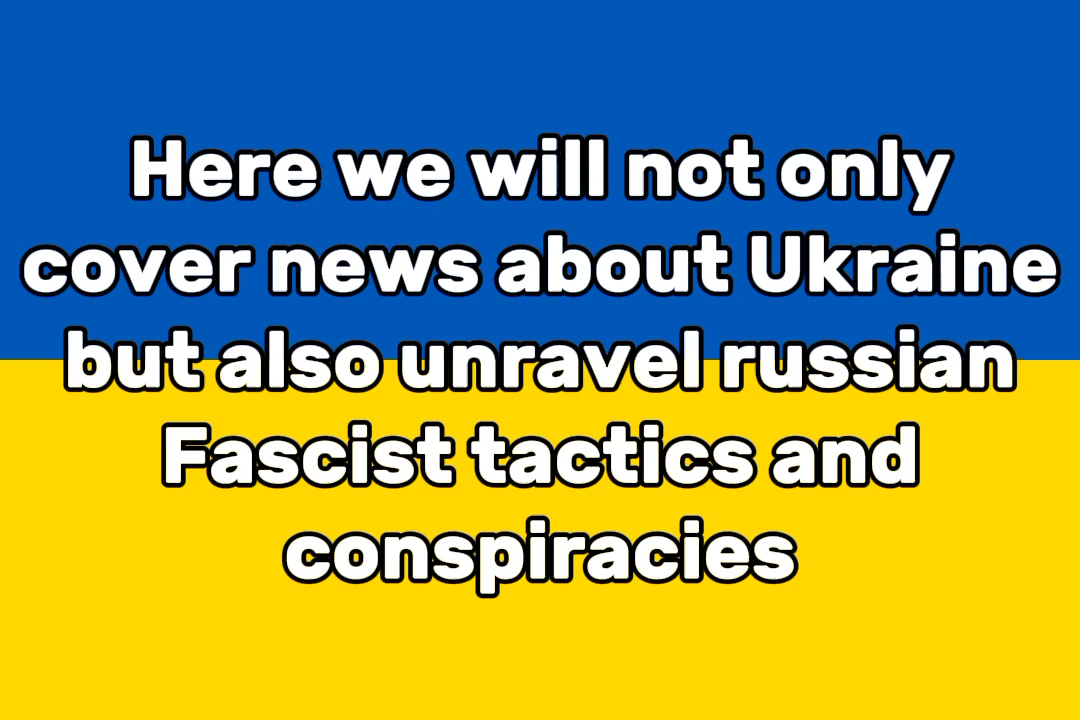 Here we will not only
cover news about Ukraine
but also unravel russian
Fascist tactics and
conspiracies